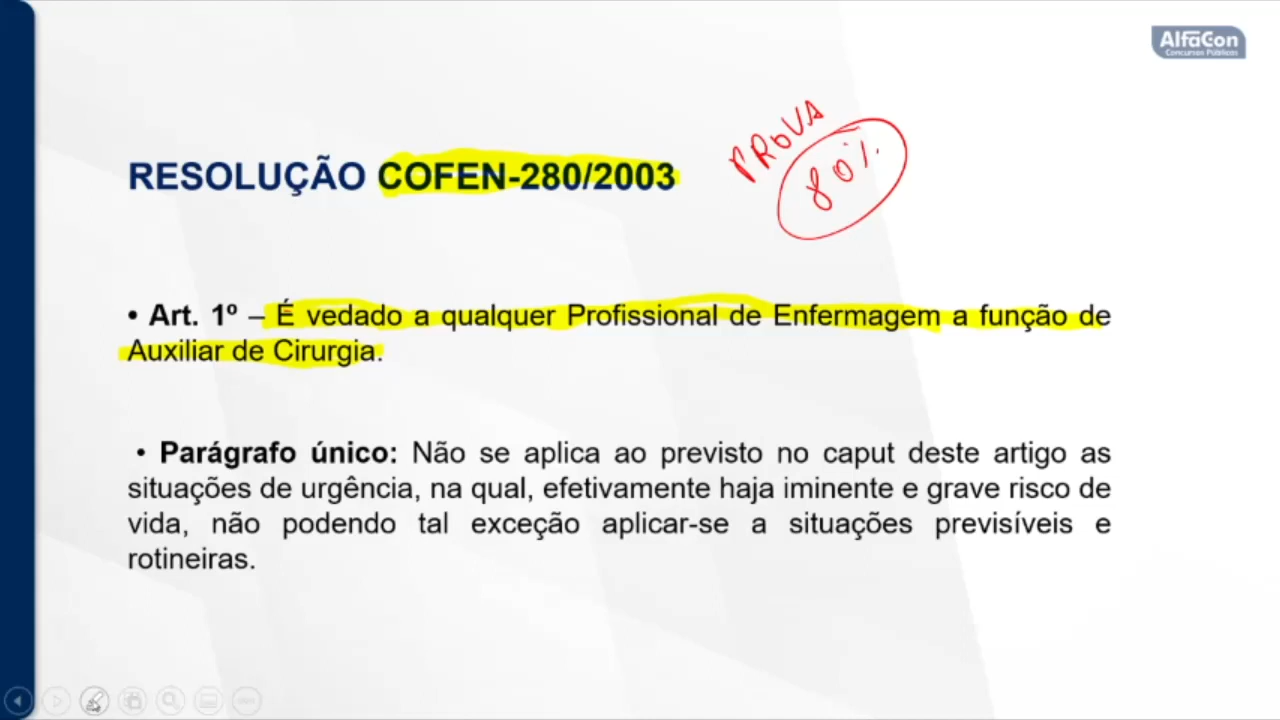 AlfaCon
Concursos Públicos
PROVA
80%
RESOLUÇÃO COFEN-280/2003
• Art. 1º – É vedado a qualquer Profissional de Enfermagem a função de
Auxiliar de Cirurgia.
• Parágrafo único: Não se aplica ao previsto no caput deste artigo as
situações de urgência, na qual, efetivamente haja iminente e grave risco de
vida, não podendo tal exceção aplicar-se a situações previsíveis e
rotineiras.